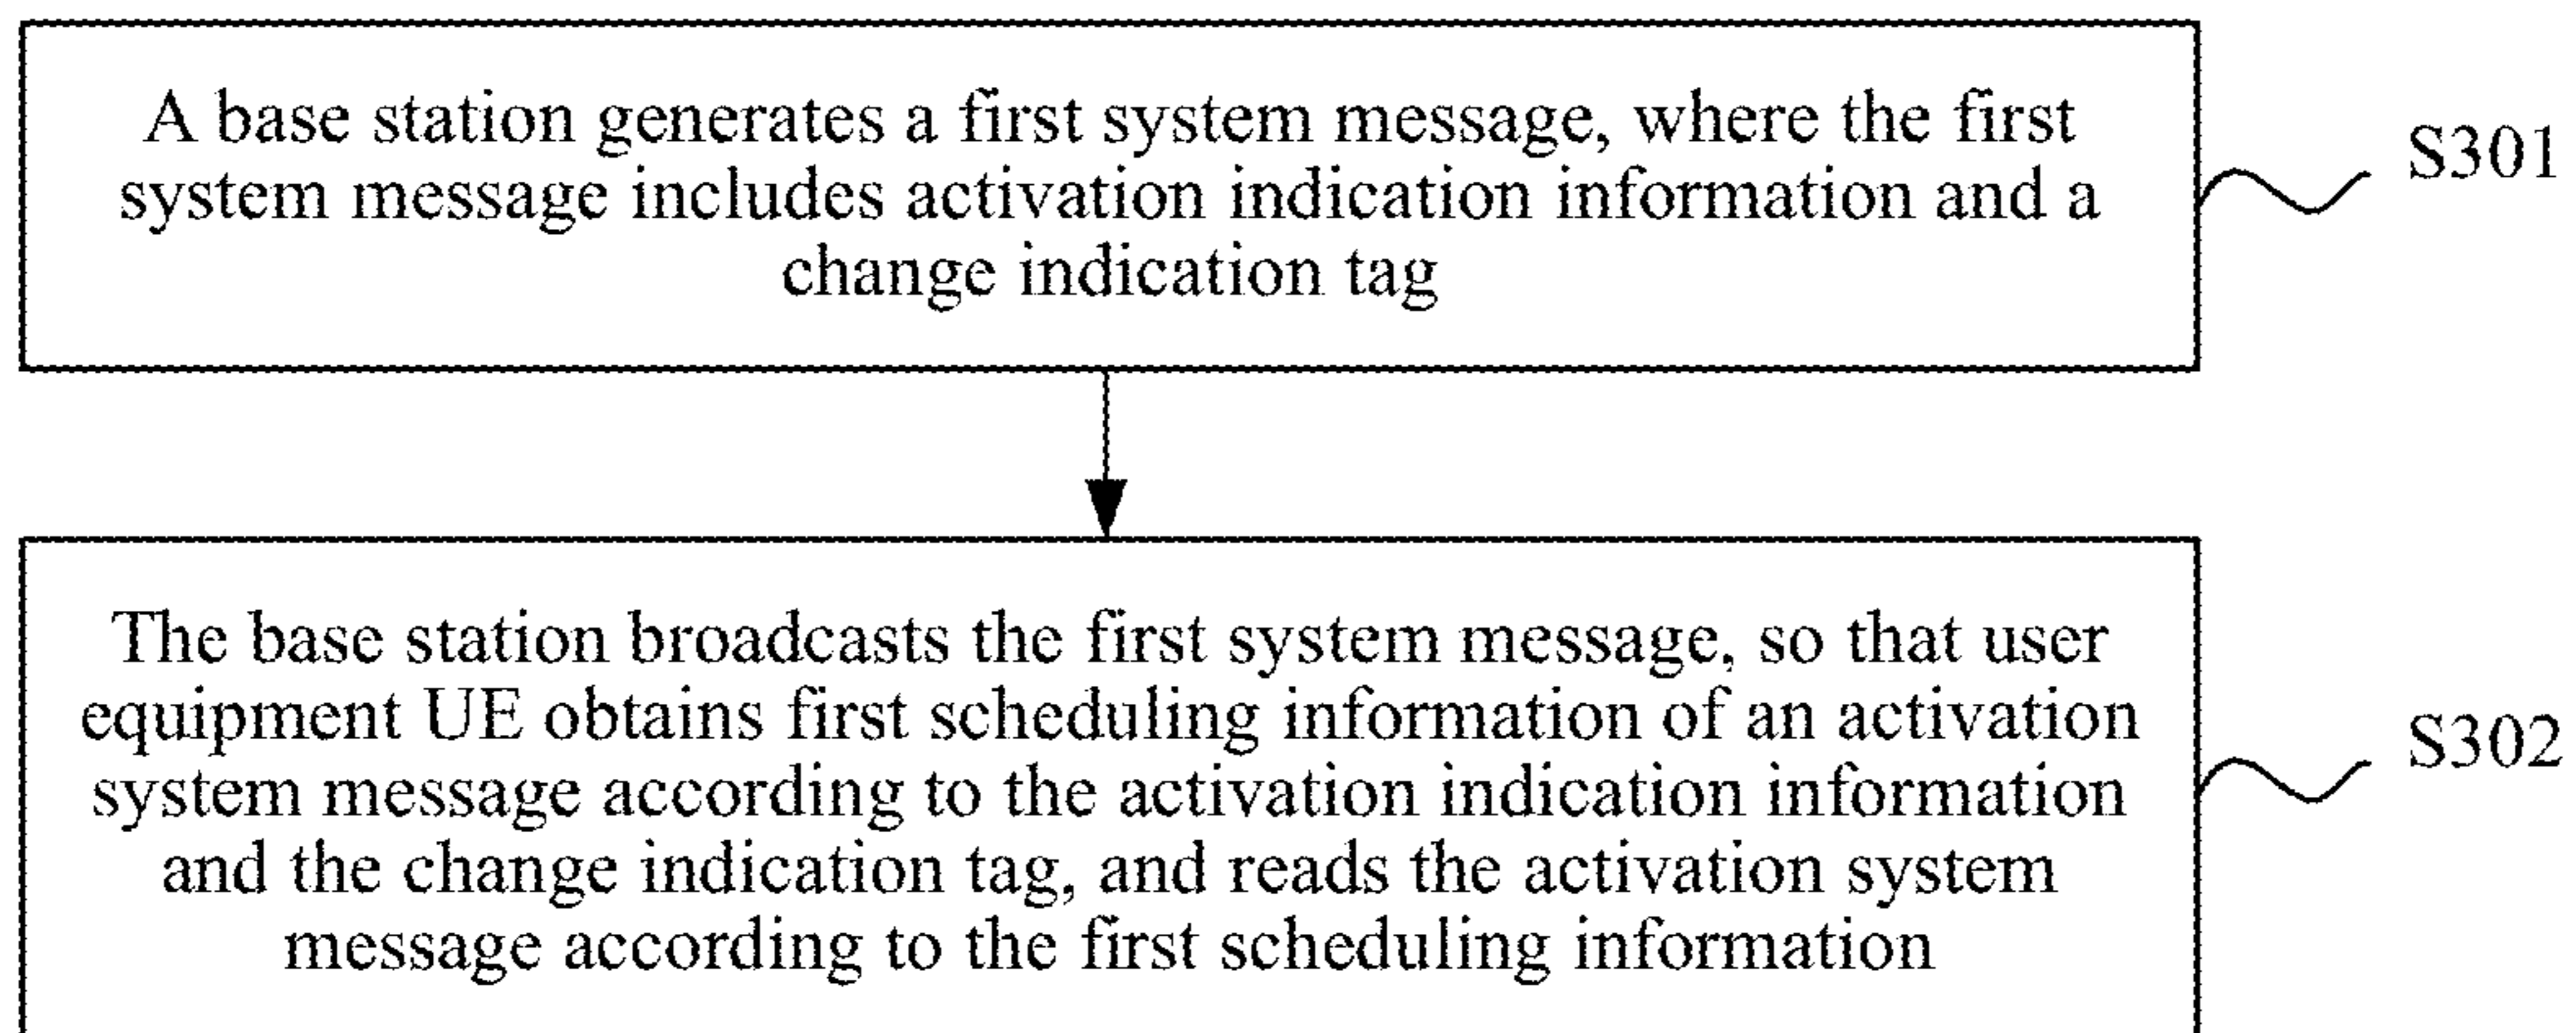 A base station generates a first system message, where the first
system message includes activation indication information and a
change indication tag
S301
The base station broadcasts the first system message, so that user
equipment UE obtains first scheduling information of an activation
system message according to the activation indication information
and the change indication tag, and reads the activation system
message according to the first scheduling information
S302